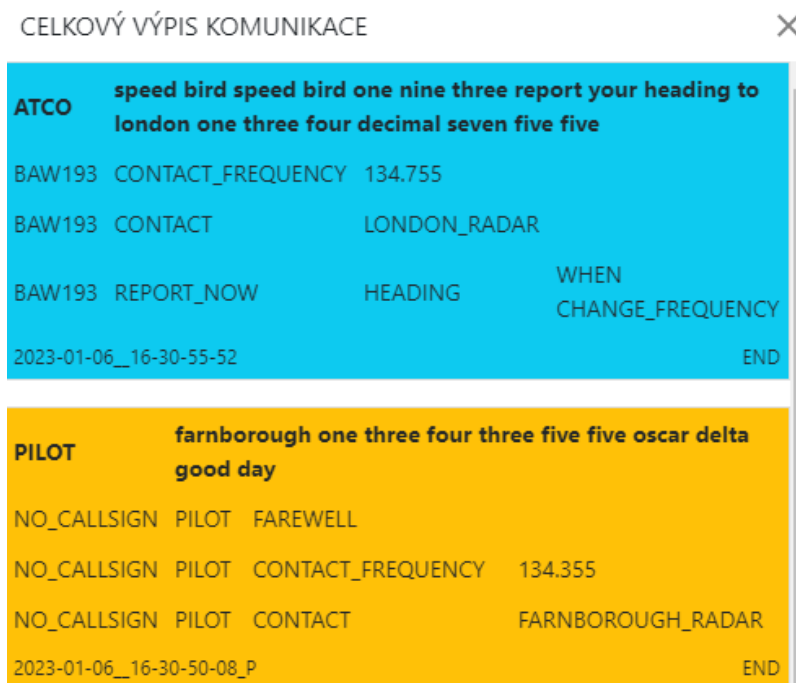 CELKOVÝ VÝPIS KOMUNIKACE
ATCO speed bird speed bird one nine three report your heading to
london one three four decimal seven five five
BAW193 CONTACT_FREQUENCY 134.755
BAW193 CONTACT LONDON_RADAR
BAW193 REPORT_NOW HEADING WHEN
CHANGE_FREQUENCY
2023-01-06__16-30-55-52 END
PILOT farnborough one three four three five five oscar delta
good day
NO_CALLSIGN PILOT FAREWELL
NO_CALLSIGN PILOT CONTACT_FREQUENCY 134.355
NO_CALLSIGN PILOT CONTACT FARNBOROUGH_RADAR
2023-01-06__16-30-50-08_P END